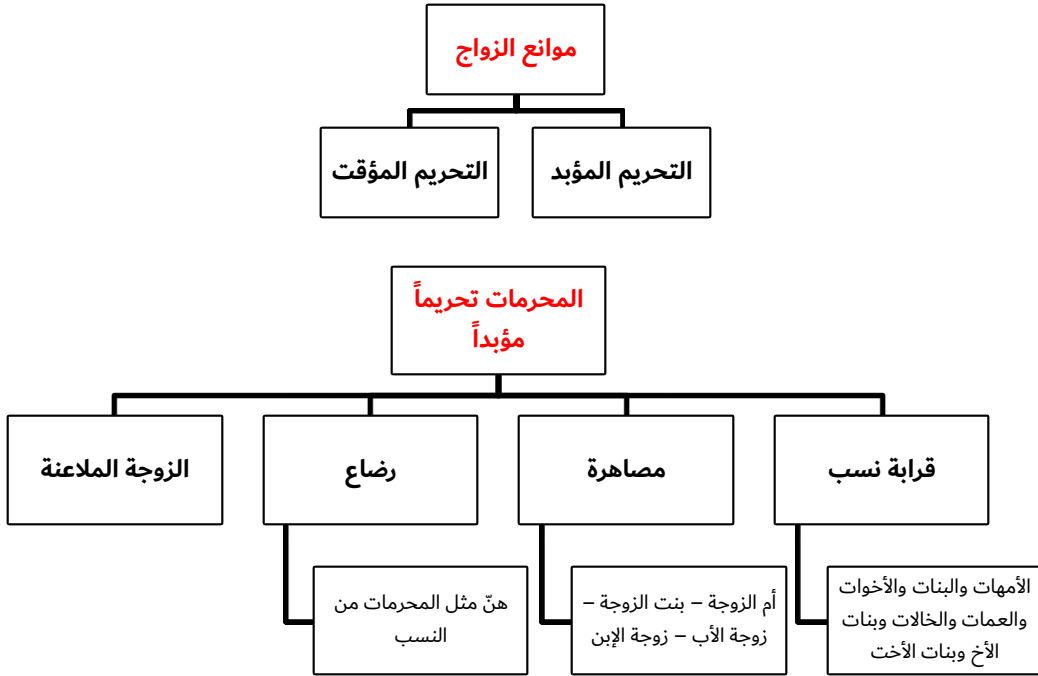 موانع الزواج
التحريم المؤبد
التحريم المؤقت
المحرمات تحريماً
مؤبداً
قرابة نسب
مصاهرة
رضاع
الزوجة الملاعنة
الأمهات والبنات والأخوات
والعمات والخالات وبنات
الأخ وبنات الأخت
أم الزوجة – بنت الزوجة –
زوجة الأب – زوجة الإبن
هنّ مثل المحرمات من
النسب